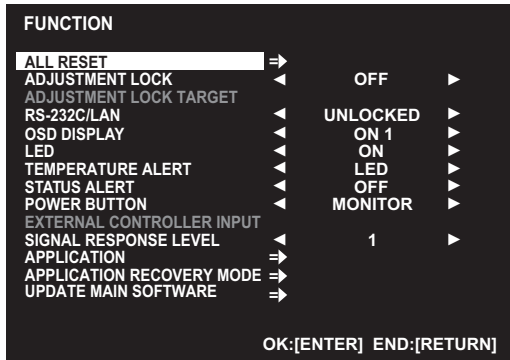 FUNCTION
ALL RESET
ADJUSTMENT LOCK OFF
ADJUSTMENT LOCK TARGET
RS-232C/LAN UNLOCKED
OSD DISPLAY ON 1
LED ON
TEMPERATURE ALERT LED
STATUS ALERT OFF
POWER BUTTON MONITOR
EXTERNAL CONTROLLER INPUT
SIGNAL RESPONSE LEVEL 1
APPLICATION
APPLICATION RECOVERY MODE
UPDATE MAIN SOFTWARE
OK:[ENTER] END:[RETURN]